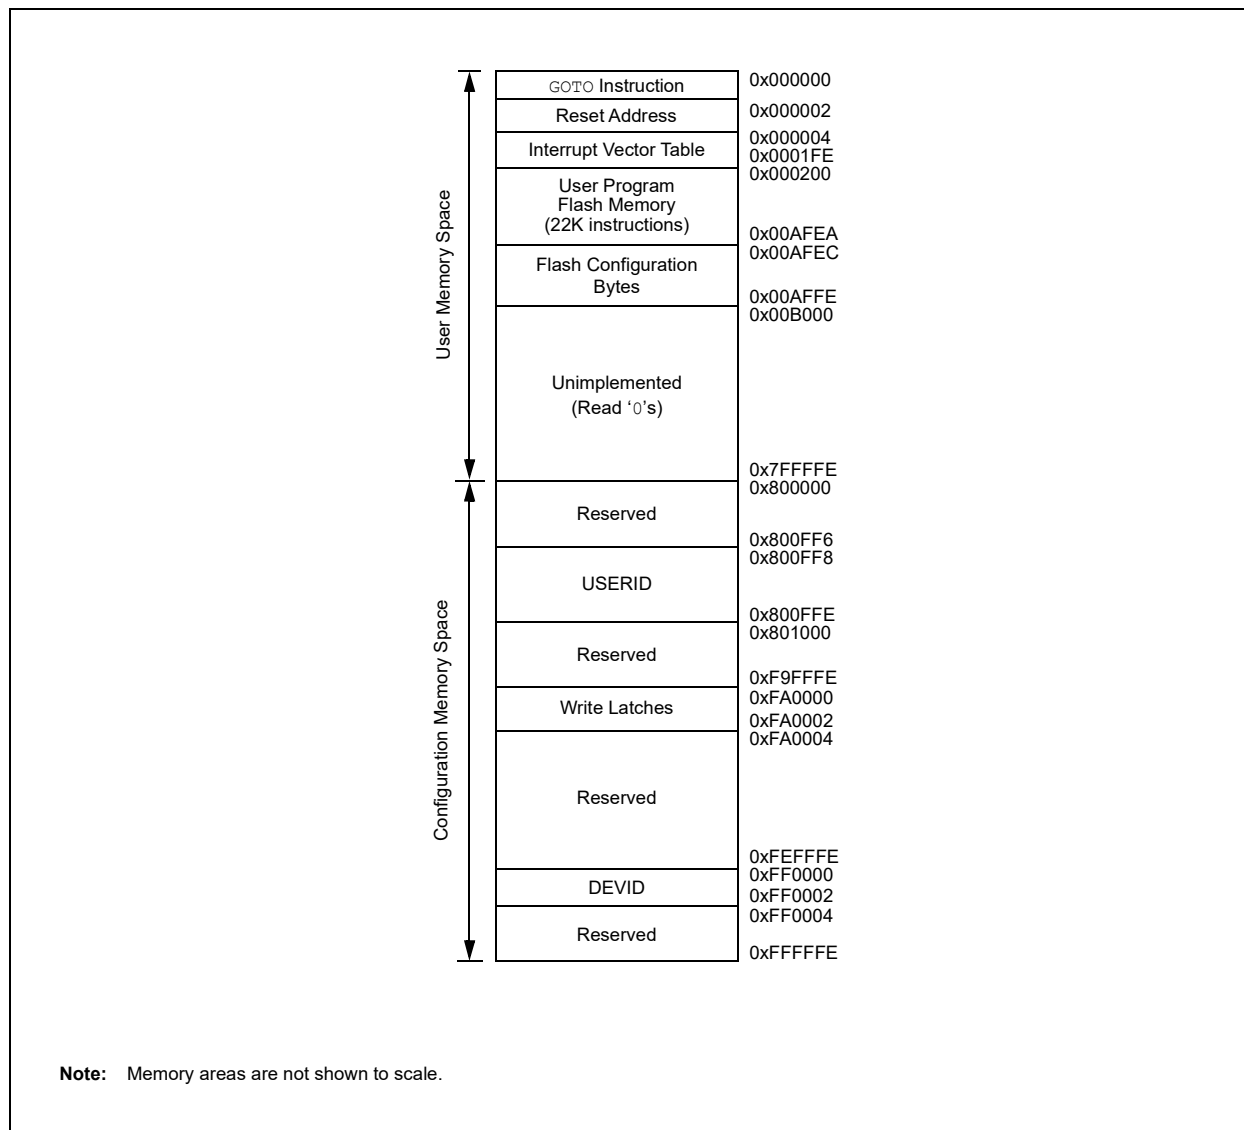 GOTO Instruction
0x000000
Reset Address
0x000002
Interrupt Vector Table
0x000004
0x0001FE
User Program
Flash Memory
(22K instructions)
0x000200
0x00AFEA
Flash Configuration
Bytes
0x00AFEC
0x00AFFE
Unimplemented
(Read ‘0’s)
0x00B000
0x7FFFFE
User Memory Space
Reserved
0x800000
0x800FF6
USERID
0x800FF8
0x800FFE
Reserved
0x801000
0xF9FFFE
Write Latches
0xFA0000
0xFA0002
Reserved
0xFA0004
0xFEFFFE
DEVID
0xFF0000
0xFF0002
Reserved
0xFF0004
0xFFFFFE
Configuration Memory Space
Note: Memory areas are not shown to scale.